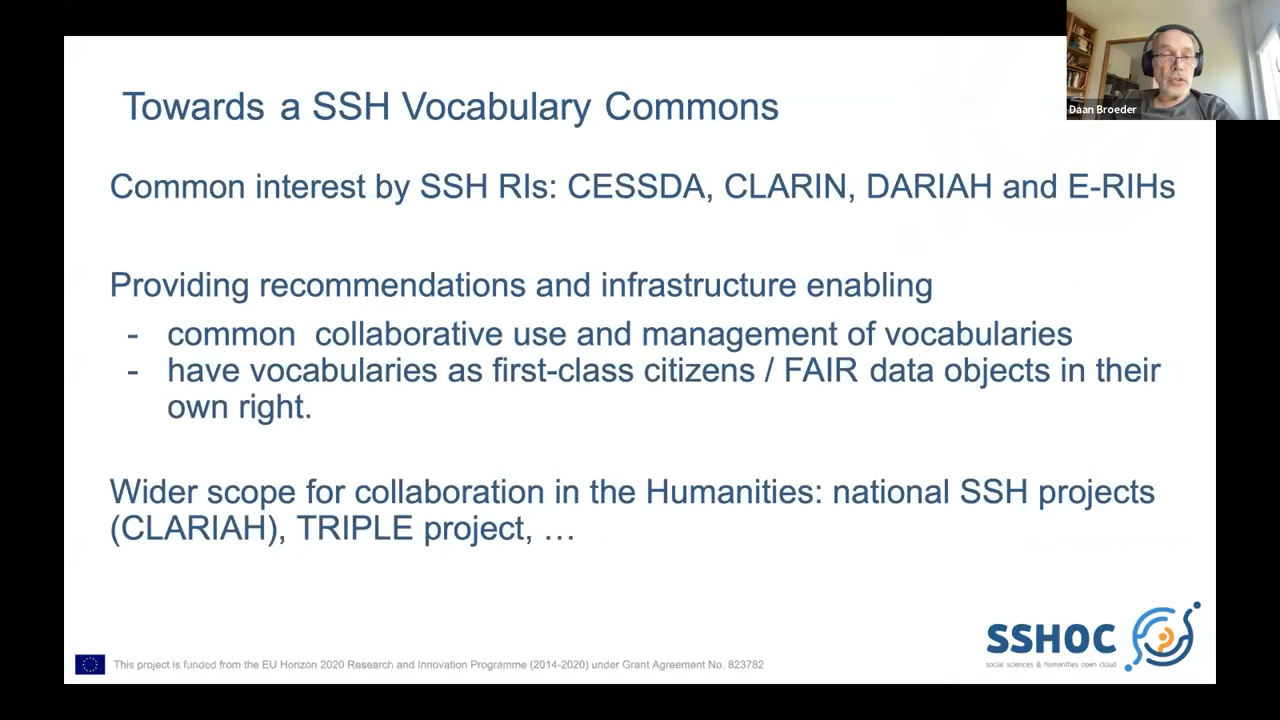 Daan Broeder
Towards a SSH Vocabulary Commons
Common interest by SSH RIs: CESSDA, CLARIN, DARIAH and E-RIHs
Providing recommendations and infrastructure enabling
- common collaborative use and management of vocabularies
- have vocabularies as first-class citizens / FAIR data objects in their
own right.
Wider scope for collaboration in the Humanities: national SSH projects
(CLARIAH), TRIPLE project, …
SSHOC
social sciences & humanities open cloud
This project is funded from the EU Horizon 2020 Research and Innovation Programme (2014-2020) under Grant Agreement No. 823782